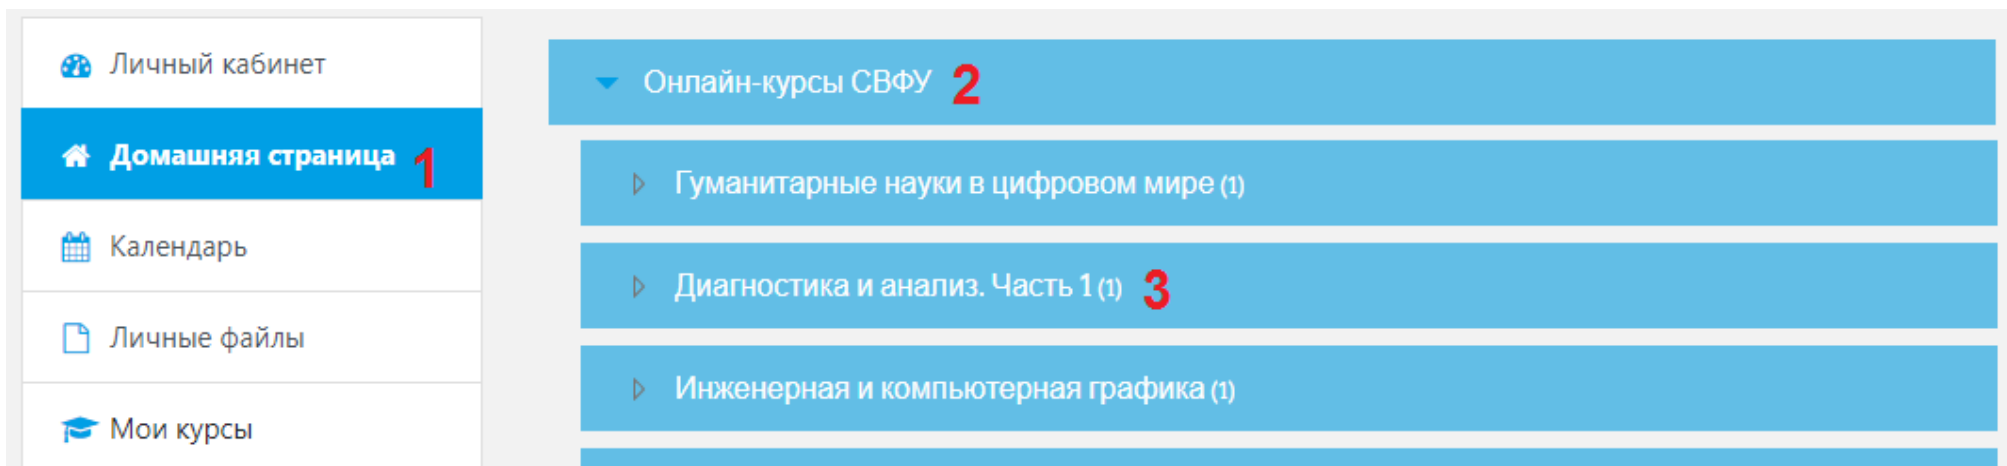 Личный кабинет
Домашняя страница 1
Календарь
Личные файлы
Мои курсы
Онлайн-курсы СВФУ 2
Гуманитарные науки в цифровом мире (1)
Диагностика и анализ. Часть 1 (1) 3
Инженерная и компьютерная графика (1)